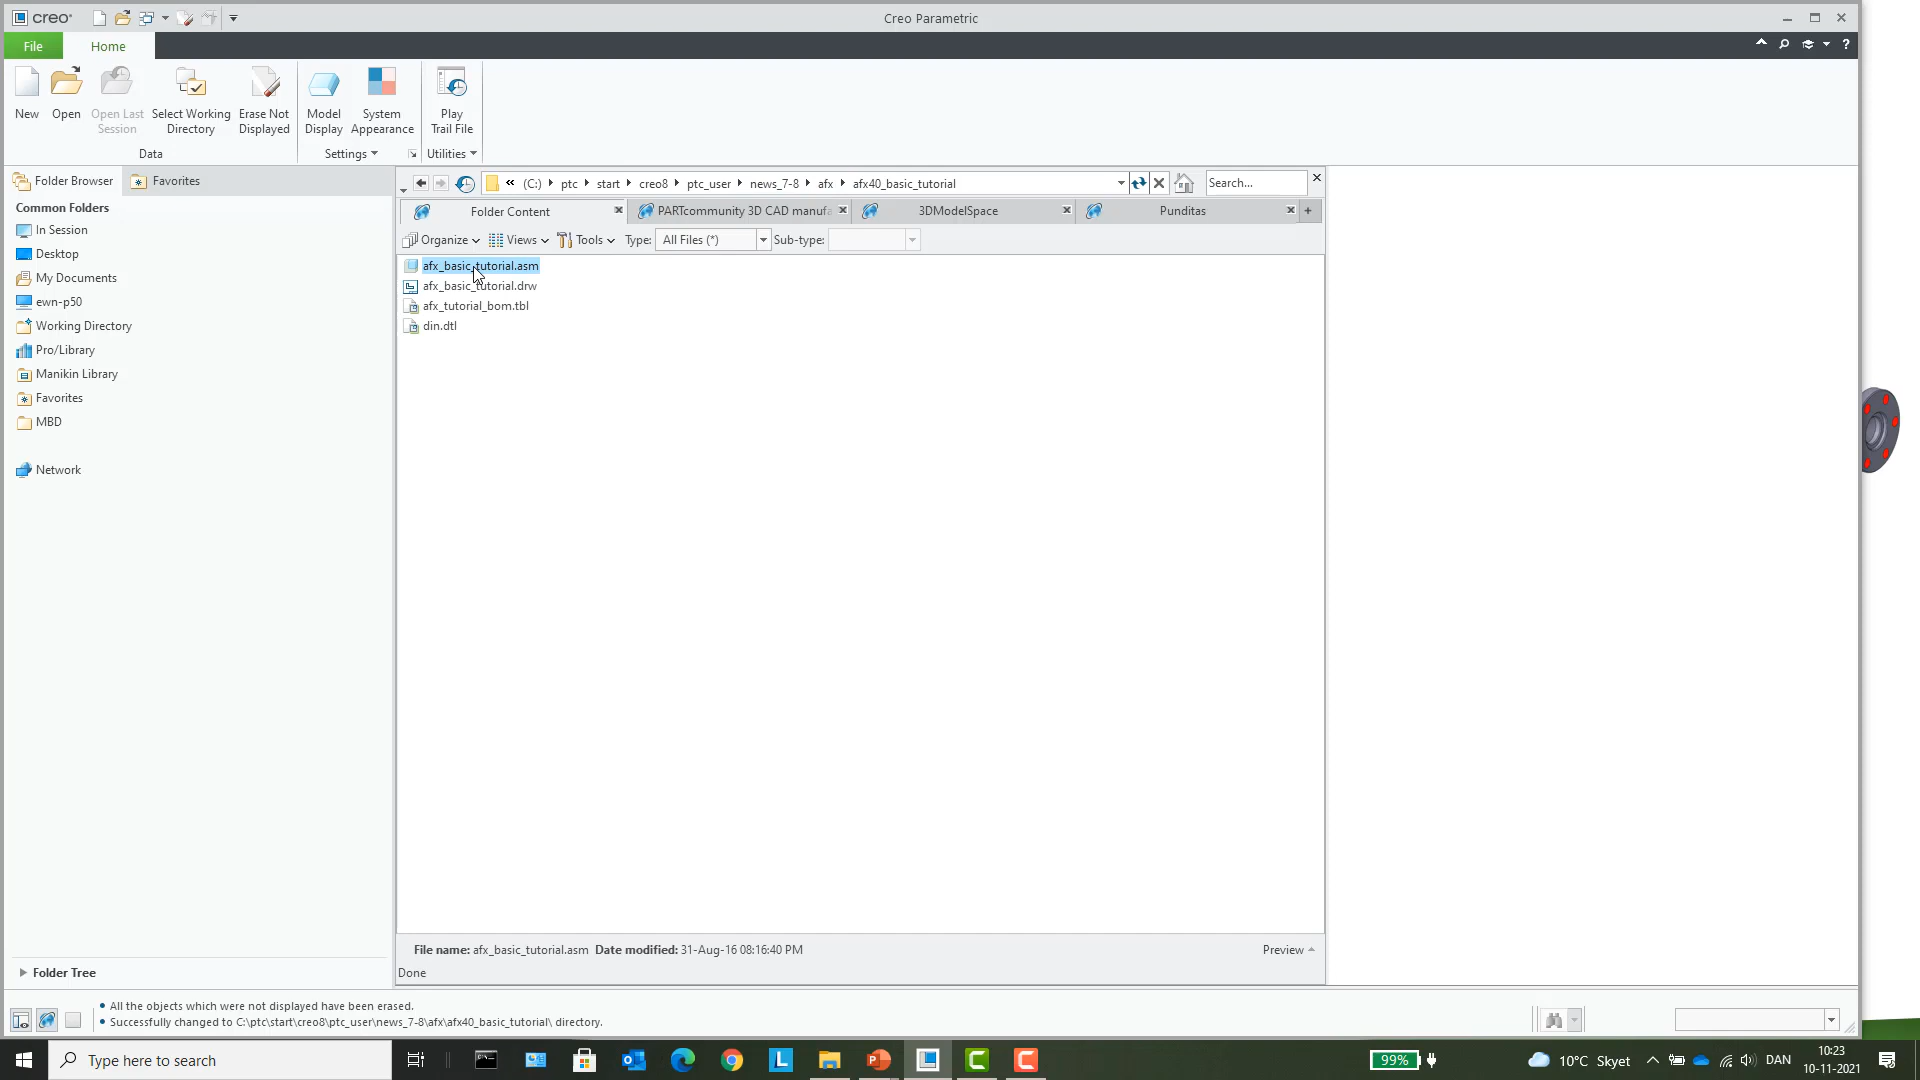 creo
Creo Parametric
File
Home
New
Open
Open Last
Session
Select Working
Directory
Erase Not
Displayed
Model
Display
System
Appearance
Play
Trail File
Data
Settings
Utilities
Folder Browser
Favorites
« (C:) ptc start creo8 ptc_user news_7-8 afx afx40_basic_tutorial
Search...
Common Folders
In Session
Desktop
My Documents
ewn-p50
Working Directory
Pro/Library
Manikin Library
Favorites
MBD
Network
Folder Content
PARTcommunity 3D CAD manufa
3DModelSpace
Punditas
Organize
Views
Tools
Type: All Files (*)
Sub-type:
afx_basic_tutorial.asm
afx_basic_tutorial.drw
afx_tutorial_bom.tbl
din.dtl
File name: afx_basic_tutorial.asm Date modified: 31-Aug-16 08:16:40 PM
Preview
Done
Folder Tree
• All the objects which were not displayed have been erased.
• Successfully changed to C:\ptc\start\creo8\ptc_user\news_7-8\afx\afx40_basic_tutorial\ directory.
Type here to search
99%
10°C Skyet
DAN
10:23
10-11-2021